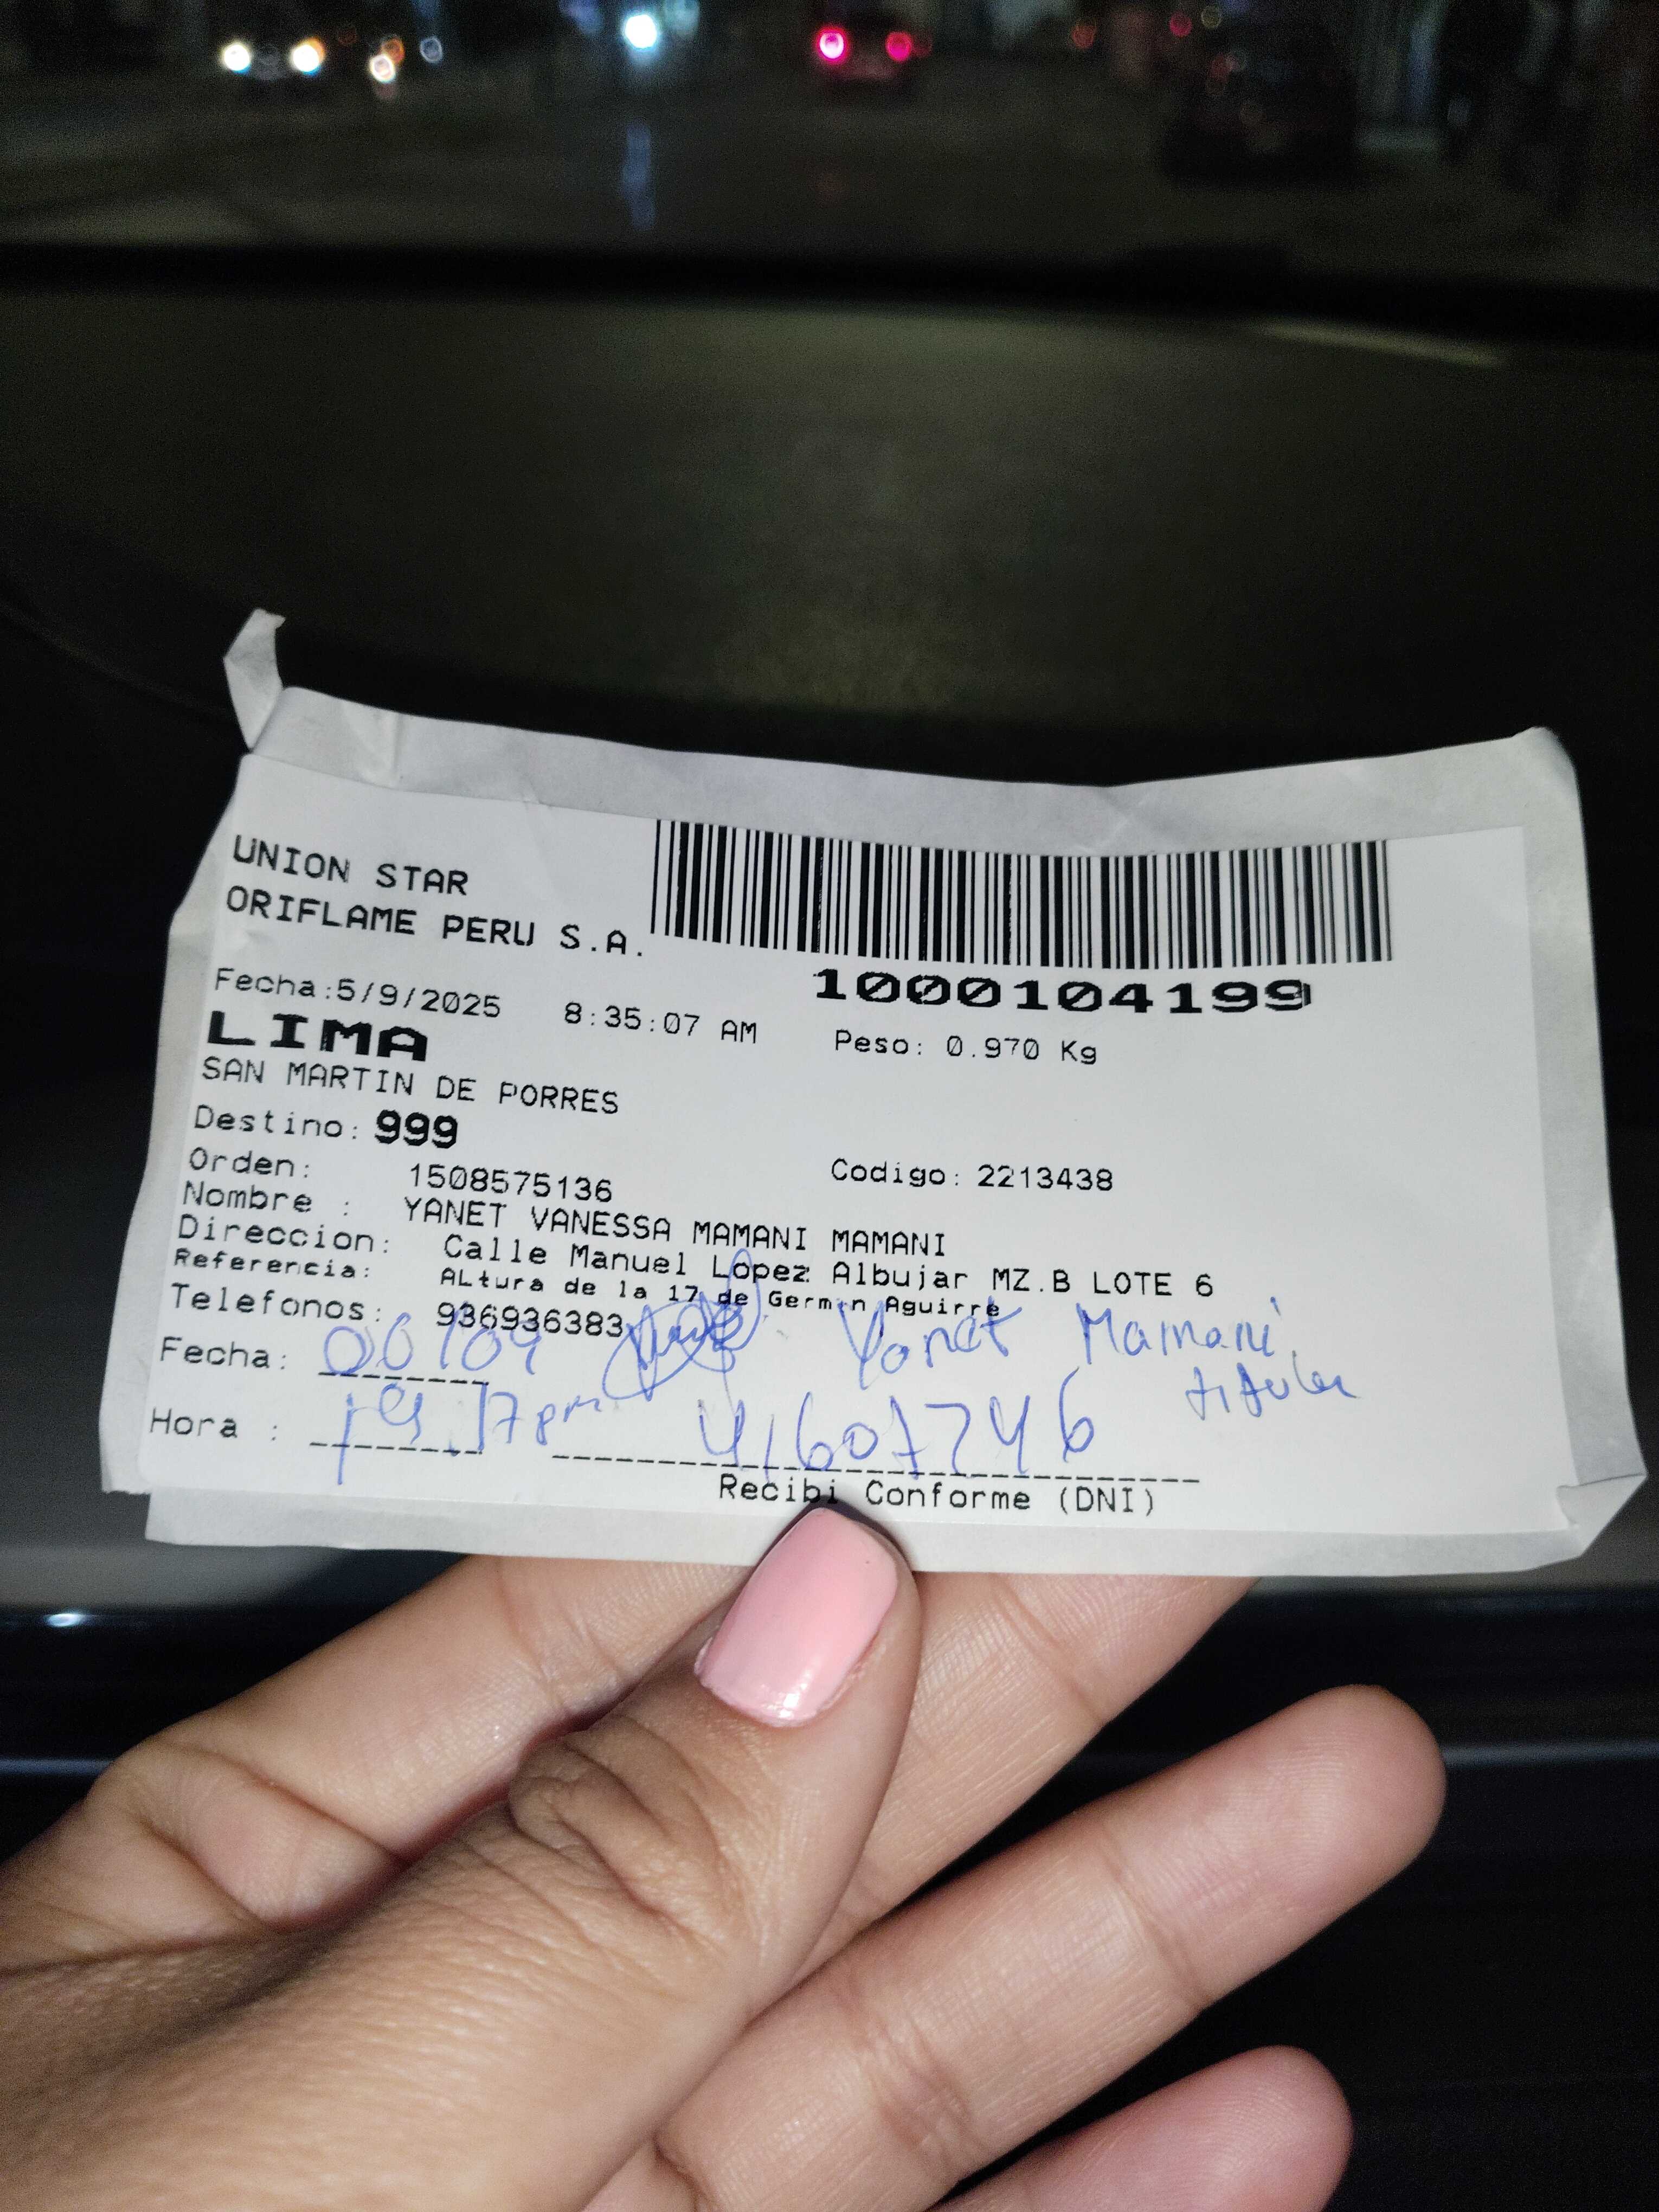 UNION STAR
ORIFLAME PERU S.A.
1000104199
Fecha:5/9/2025 8:35:07 AM
Peso: 0.970 Kg
LIMA
SAN MARTIN DE PORRES
Destino: 999
Orden: 1508575136 Codigo: 2213438
Nombre : YANET VANESSA MAMANI MAMANI
Direccion: Calle Manuel Lopez Albujar MZ.B LOTE 6
Referencia: ALtura de la 17 de Germ n Aguirre
Telefonos: 936936383
Fecha: Yanet Mamani
titular
Hora :
Recibi Conforme (DNI)